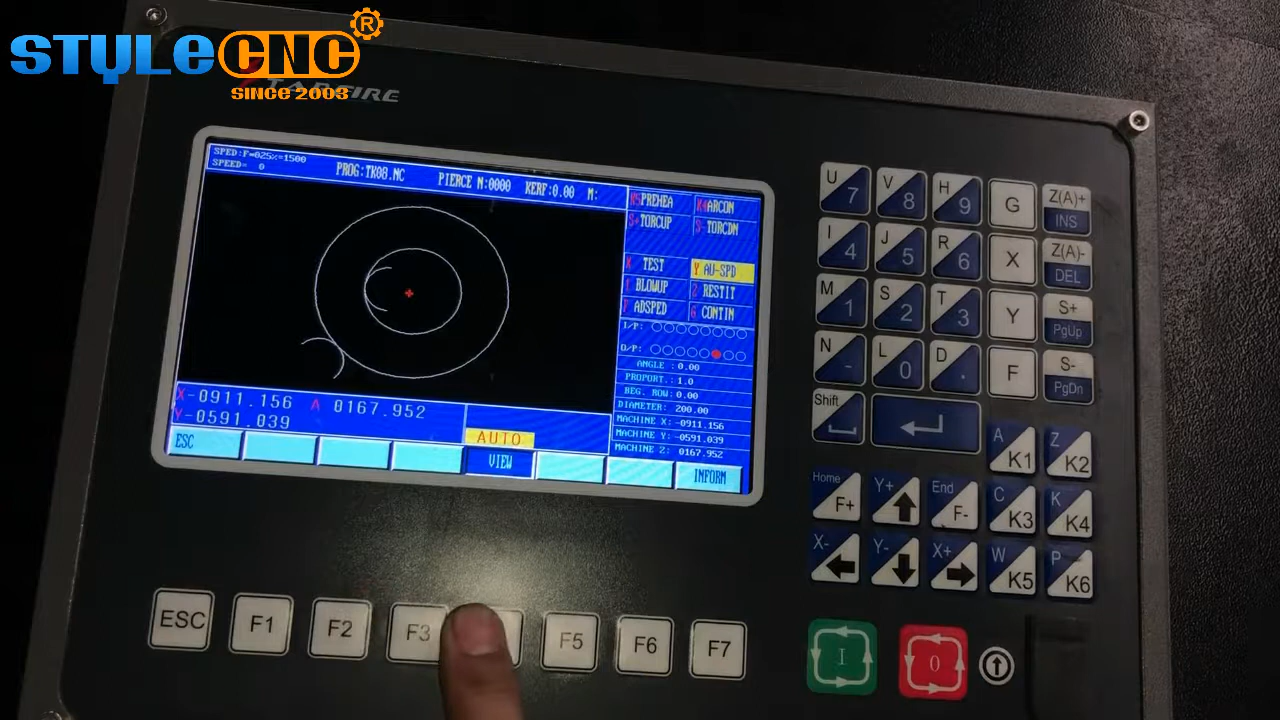 STYLECNC®
SINCE 2003
SPED:F=025%=1500
SPEED= 0
PROG:TK08.NC PIERCE N:0000 KERF:0.00 M:
PREHEA K4ARCON
S+TORCUP S-TORCDN
X TEST Y AU-SPD
BLOWUP Z RESTIT
ADSPED G CONTIN
I/P:
O/P:
ANGLE :0.00
PROPORT.:1.0
BEG. ROW:0.00
DIAMETER: 200.00
MACHINE X:-0911.156
MACHINE Y:-0591.039
MACHINE Z: 0167.952
X-0911.156 A 0167.952
Y-0591.039
AUTO
ESC VIEW INFORM
U 7 V 8 H 9 G Z(A)+ INS
I 4 J 5 R 6 X Z(A)- DEL
M 1 S 2 T 3 Y S+ PgUp
N - L 0 D . F S- PgDn
Shift
A K1 Z K2
Home F+ Y+ End F- C K3 K K4
X- Y- X+ W K5 P K6
ESC F1 F2 F3 F5 F6 F7
I 0